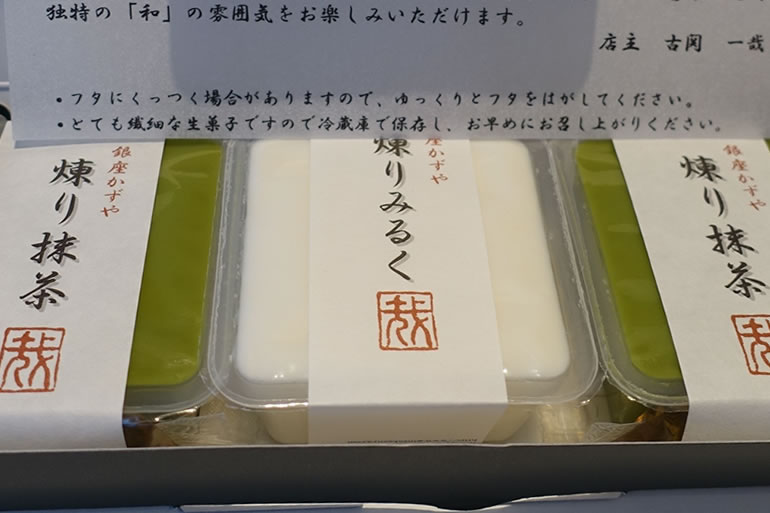 独特の「和」の雰囲気をお楽しみいただけます。
店主 古関 一哉
・フタにくっつく場合がありますので、ゆっくりとフタをはがしてください。
・とても繊細な生菓子ですので冷蔵庫で保存し、お早めにお召し上がりください。
銀座かずや
煉り抹茶
哉
座かずや
煉りみるく
哉
銀座かずや
煉り抹茶
哉